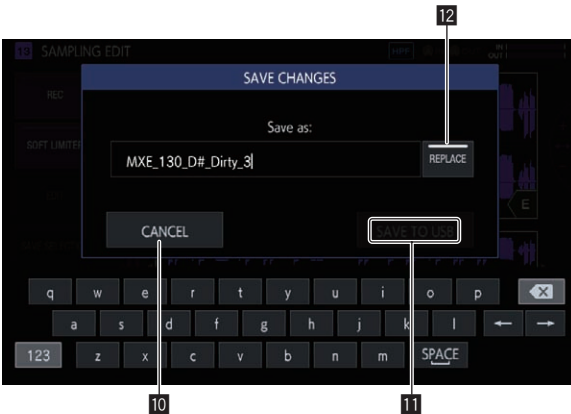 12
13 SAMPLING EDIT HPF IN OUT
SAVE CHANGES
REC
Save as:
SOFT LIMITER
MXE_130_D#_Dirty_3 REPLACE
E
CANCEL SAVE TO USB
q w e r t y u i o p
a s d f g h j k l ← →
123 z x c v b n m SPACE
10 11